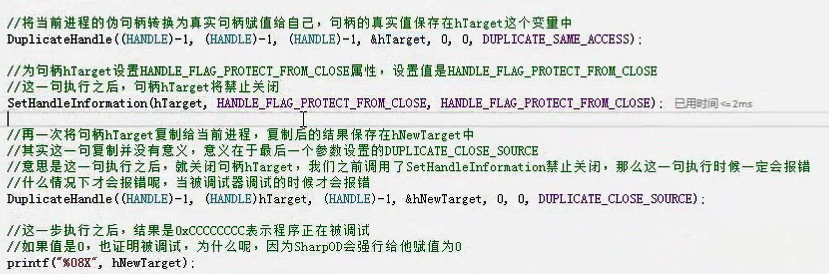 //将当前进程的伪句柄转换为真实句柄赋值给自己，句柄的真实值保存在hTarget这个变量中
DuplicateHandle((HANDLE)-1, (HANDLE)-1, (HANDLE)-1, &hTarget, 0, 0, DUPLICATE_SAME_ACCESS);
//为句柄hTarget设置HANDLE_FLAG_PROTECT_FROM_CLOSE属性，设置值是HANDLE_FLAG_PROTECT_FROM_CLOSE
//这一句执行之后，句柄hTarget将禁止关闭
SetHandleInformation(hTarget, HANDLE_FLAG_PROTECT_FROM_CLOSE, HANDLE_FLAG_PROTECT_FROM_CLOSE); 已用时间 <= 2ms
//再一次将句柄hTarget复制给当前进程，复制后的结果保存在hNewTarget中
//其实这一句复制并没有意义，意义在于最后一个参数设置的DUPLICATE_CLOSE_SOURCE
//意思是这一句执行之后，就关闭句柄hTarget，我们之前调用了SetHandleInformation禁止关闭，那么这一句执行时候一定会报错
//什么情况下才会报错呢，当被调试器调试的时候才会报错
DuplicateHandle((HANDLE)-1, (HANDLE)hTarget, (HANDLE)-1, &hNewTarget, 0, 0, DUPLICATE_CLOSE_SOURCE);
//这一步执行之后，结果是0xCCCCCCCC表示程序正在被调试
//如果值是0，也证明被调试，为什么呢，因为SharpOD会强行给他赋值为0
printf("%08X", hNewTarget);